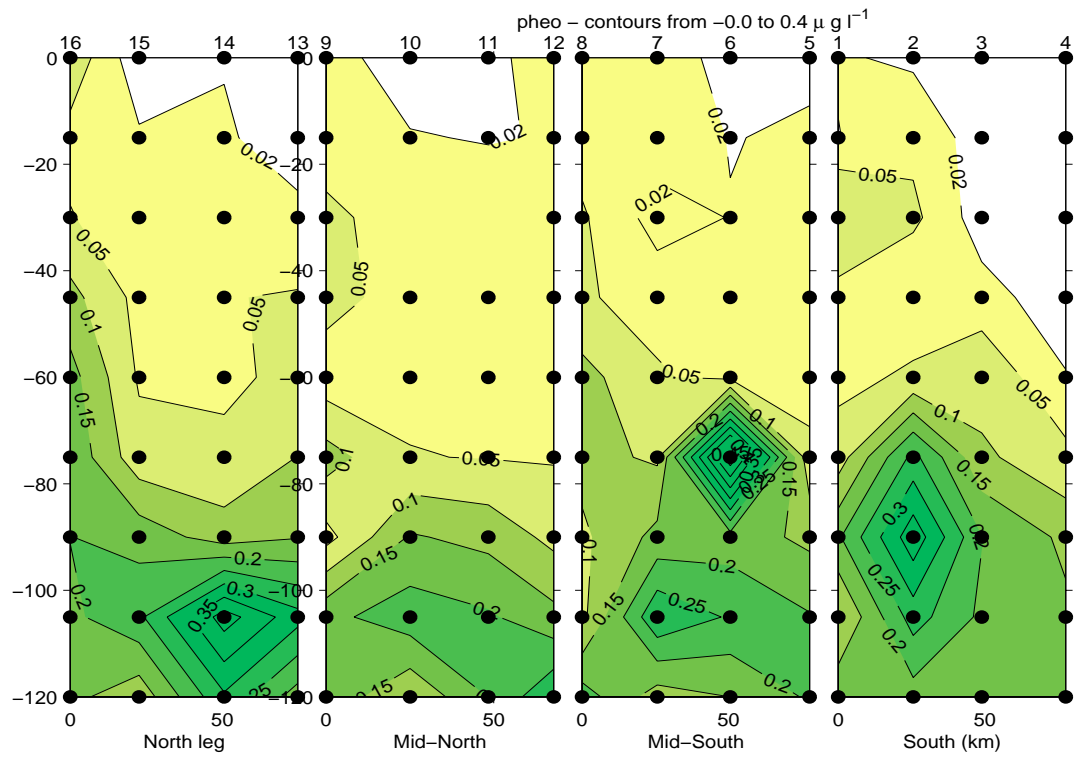 pheo − contours from −0.0 to 0.4 μ g l−1
16 15 14 13 9 10 11 12 8 7 6 5 1 2 3 4
0
−20
−40
−60
−80
−100
−120
0.02 0.02 0.02 0.02 0.02
0.05 0.05 0.05 0.05 0.05 0.05 0.05
0.1 0.1 0.1 0.1 0.1 0.1
0.15 0.15 0.15 0.15 0.15 0.15
0.2 0.2 0.2 0.2 0.2 0.2 0.2 0.2
0.25 0.25
0.3 0.3
0.35
0 50 0 50 0 50 0 50
North leg Mid−North Mid−South South (km)